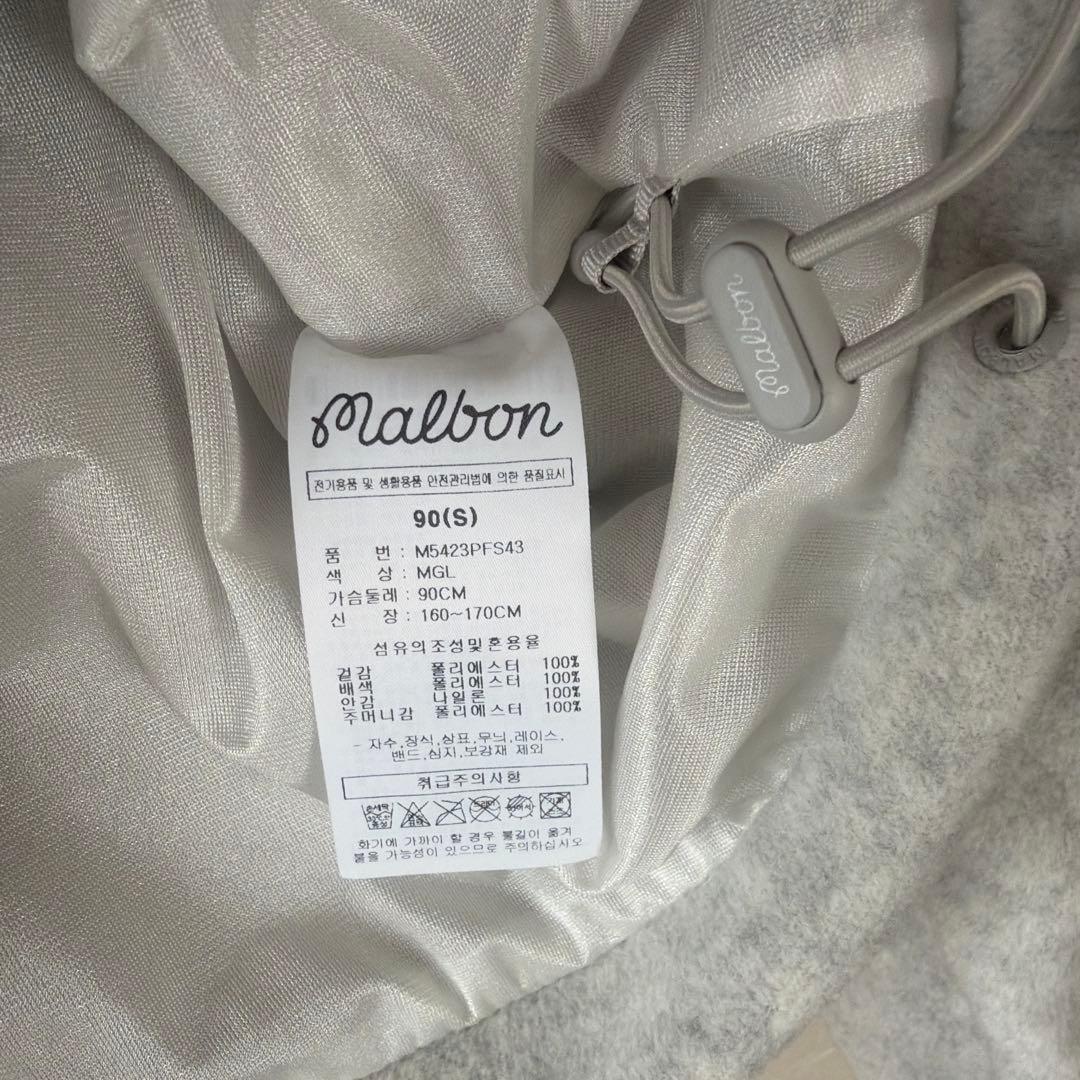 malbon
malbon
전기용품 및 생활용품 안전관리법에 의한 품질표시
90(S)
품 번 : M5423PFS43
색 상 : MGL
가슴둘레 : 90CM
신 장 : 160~170CM
섬유의조성및혼용율
겉감 폴리에스터 100%
배색 폴리에스터 100%
안감 나일론 100%
주머니감 폴리에스터 100%
- 자수,장식,상표,무늬,레이스,
밴드,심지,보강재 제외
취급주의사항
손세탁
중성
화기에 가까이 할 경우 불길이 옮겨
붙을 가능성이 있으므로 주의하십시오